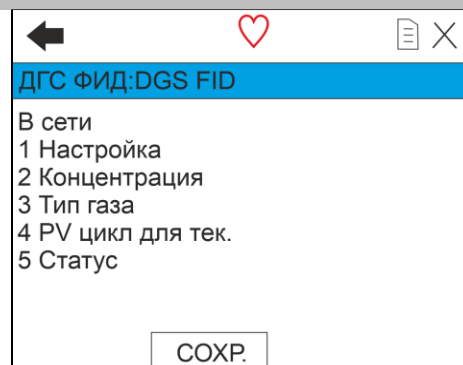 ДГС ФИД:DGS FID
В сети
1 Настройка
2 Концентрация
3 Тип газа
4 PV цикл для тек.
5 Статус
СОХР.